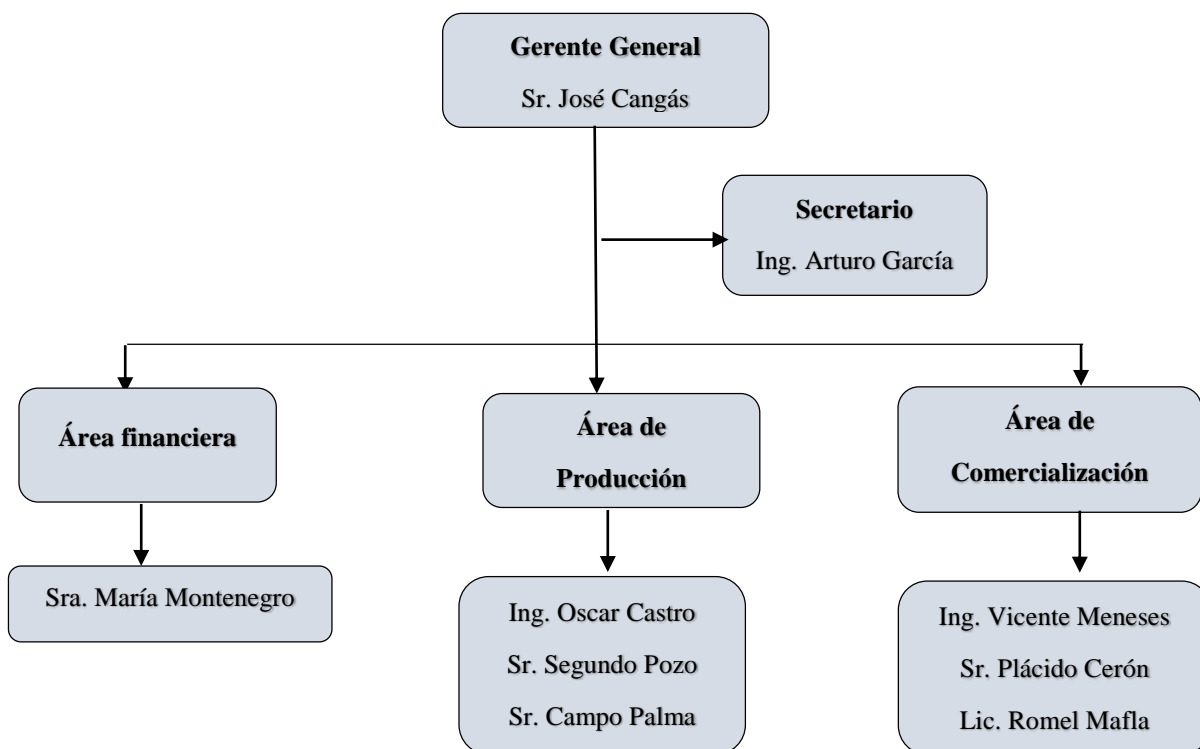 Gerente General
Sr. José Cangás
Secretario
Ing. Arturo García
Área financiera
Área de
Producción
Área de
Comercialización
Sra. María Montenegro
Ing. Oscar Castro
Sr. Segundo Pozo
Sr. Campo Palma
Ing. Vicente Meneses
Sr. Plácido Cerón
Lic. Romel Mafla